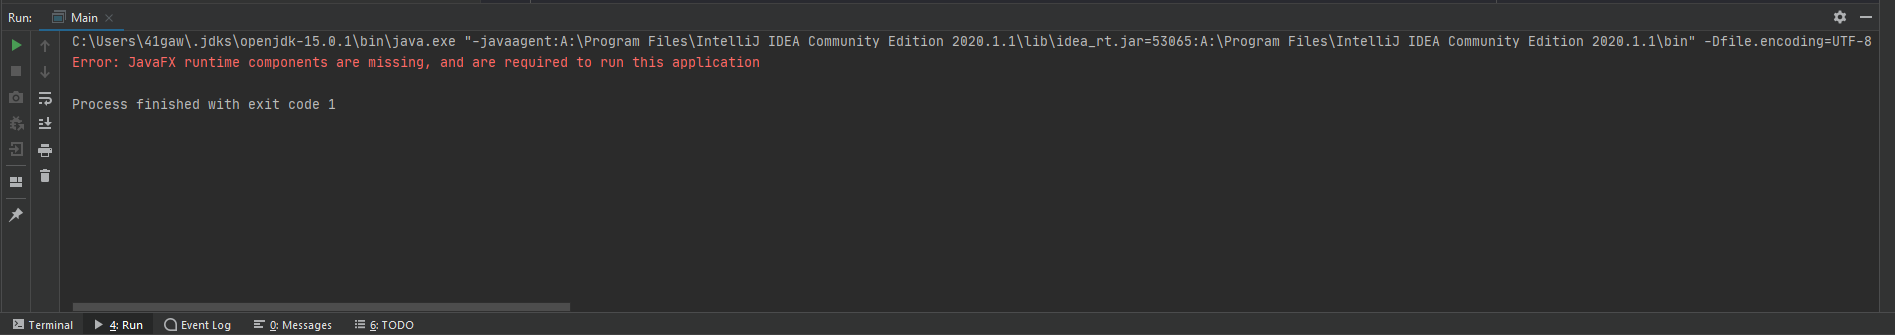 Run: Main
C:\Users\41gaw\.jdks\openjdk-15.0.1\bin\java.exe "-javaagent:A:\Program Files\IntelliJ IDEA Community Edition 2020.1.1\lib\idea_rt.jar=53065:A:\Program Files\IntelliJ IDEA Community Edition 2020.1.1\bin" -Dfile.encoding=UTF-8
Error: JavaFX runtime components are missing, and are required to run this application
Process finished with exit code 1
Terminal 4: Run Event Log 0: Messages 6: TODO